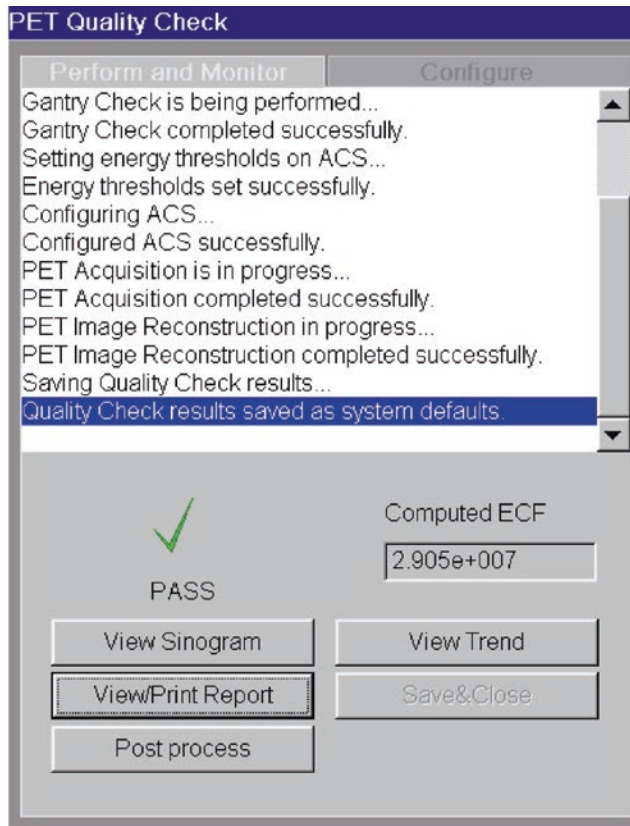 PET Quality Check
Perform and Monitor
Configure
Gantry Check is being performed...
Gantry Check completed successfully.
Setting energy thresholds on ACS...
Energy thresholds set successfully.
Configuring ACS...
Configured ACS successfully.
PET Acquisition is in progress...
PET Acquisition completed successfully.
PET Image Reconstruction in progress...
PET Image Reconstruction completed successfully.
Saving Quality Check results...
Quality Check results saved as system defaults.
Computed ECF
2.905e+007
PASS
View Sinogram
View Trend
View/Print Report
Save&Close
Post process